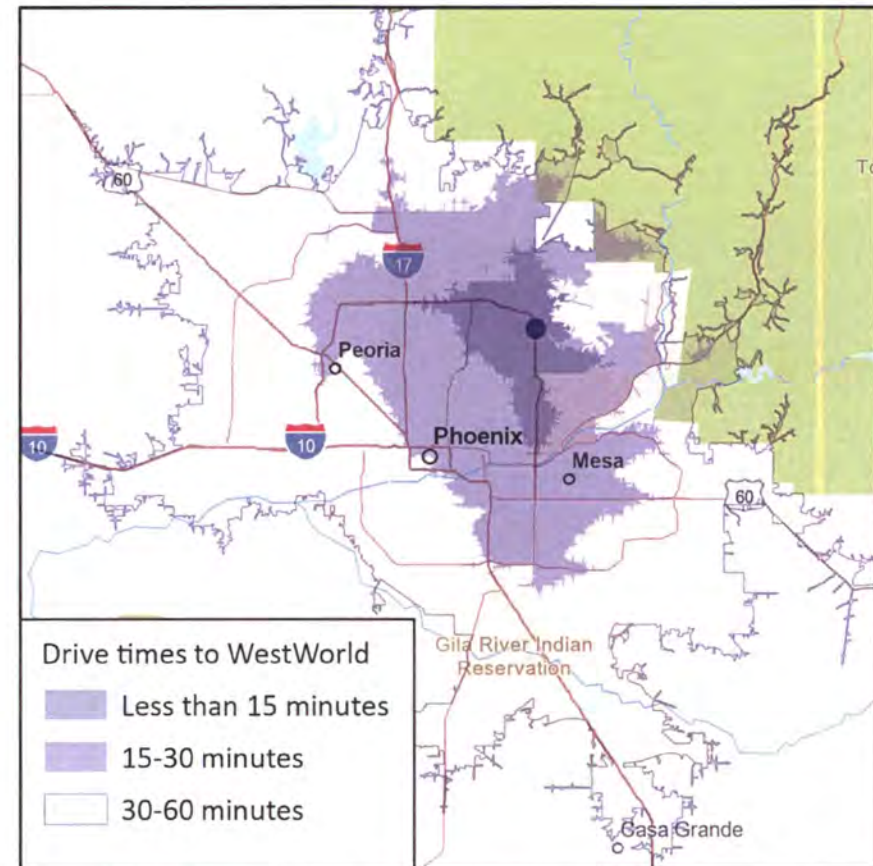 60
To
17
Peoria
10
10
Phoenix
Mesa
60
Gila River Indian
Reservation
Casa Grande
Drive times to WestWorld
Less than 15 minutes
15-30 minutes
30-60 minutes